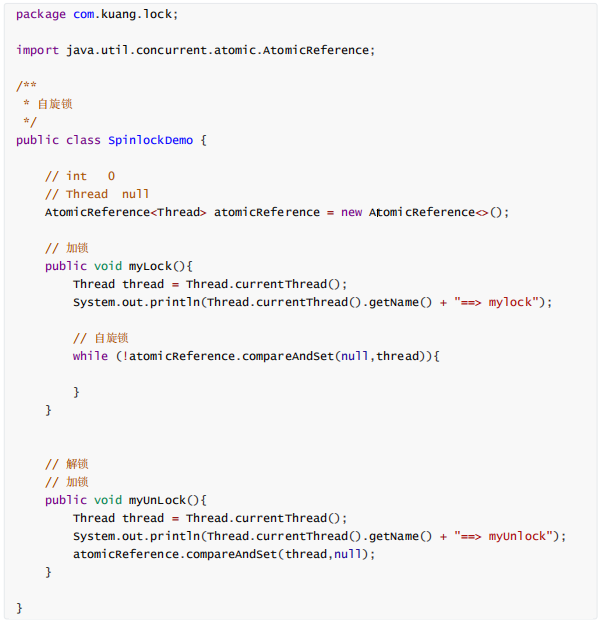 package com.kuang.lock;
import java.util.concurrent.atomic.AtomicReference;
/**
 * 自旋锁
 */
public class SpinlockDemo {
    // int   0
    // Thread  null
    AtomicReference<Thread> atomicReference = new AtomicReference<>();
    // 加锁
    public void myLock(){
        Thread thread = Thread.currentThread();
        System.out.println(Thread.currentThread().getName() + "==> mylock");
        // 自旋锁
        while (!atomicReference.compareAndSet(null,thread)){
        }
    }
    // 解锁
    // 加锁
    public void myUnLock(){
        Thread thread = Thread.currentThread();
        System.out.println(Thread.currentThread().getName() + "==> myUnlock");
        atomicReference.compareAndSet(thread,null);
    }
}